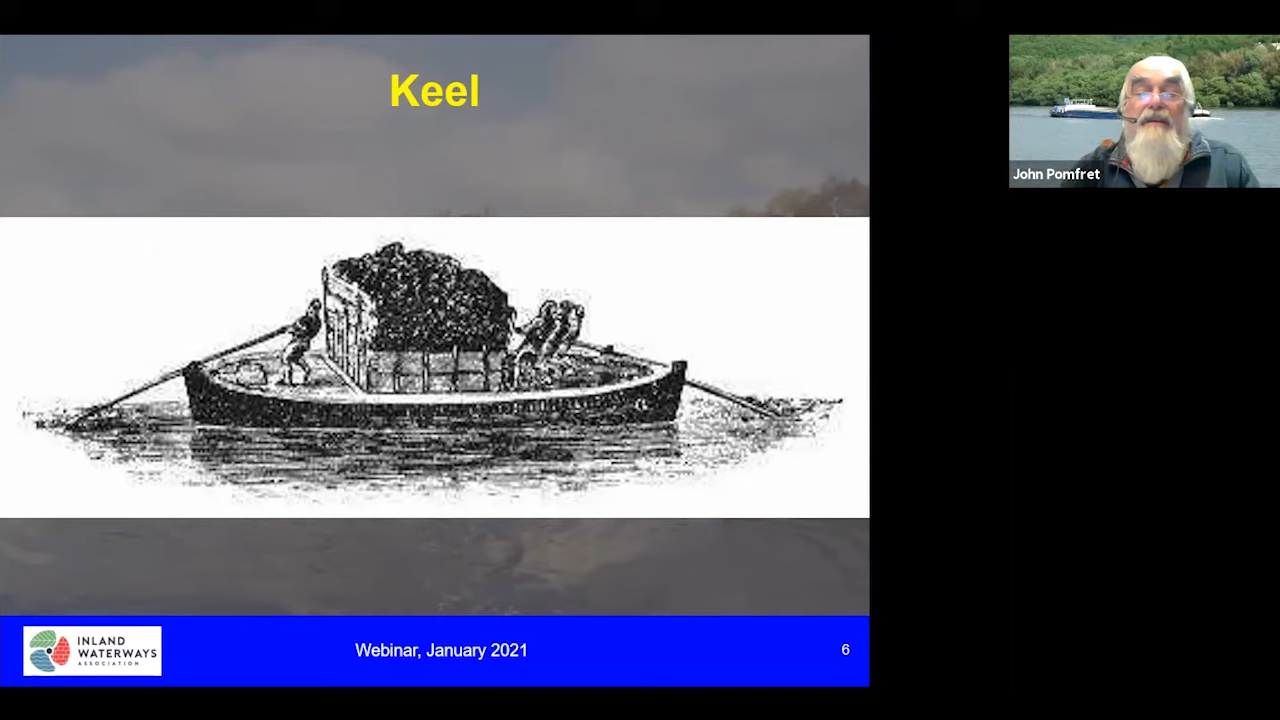 Keel
John Pomfret
INLAND
WATERWAYS
ASSOCIATION
Webinar, January 2021
6